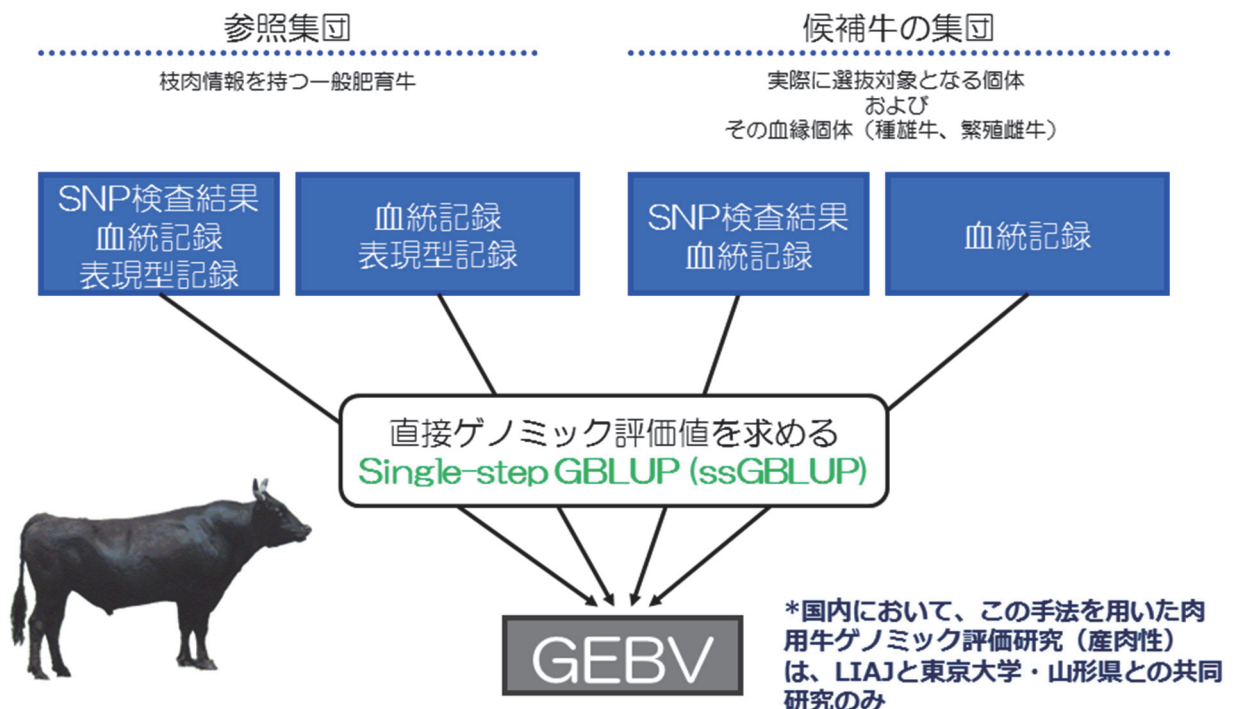 参照集団
枝肉情報を持つ一般肥育牛
候補牛の集団
実際に選抜対象となる個体
および
その血縁個体（種雄牛、繁殖雌牛）
SNP検査結果
血統記録
表現型記録
血統記録
表現型記録
SNP検査結果
血統記録
血統記録
直接ゲノミック評価値を求める
Single-step GBLUP (ssGBLUP)
GEBV
*国内において、この手法を用いた肉
用牛ゲノミック評価研究（産肉性）
は、LIAJと東京大学・山形県との共同
研究のみ